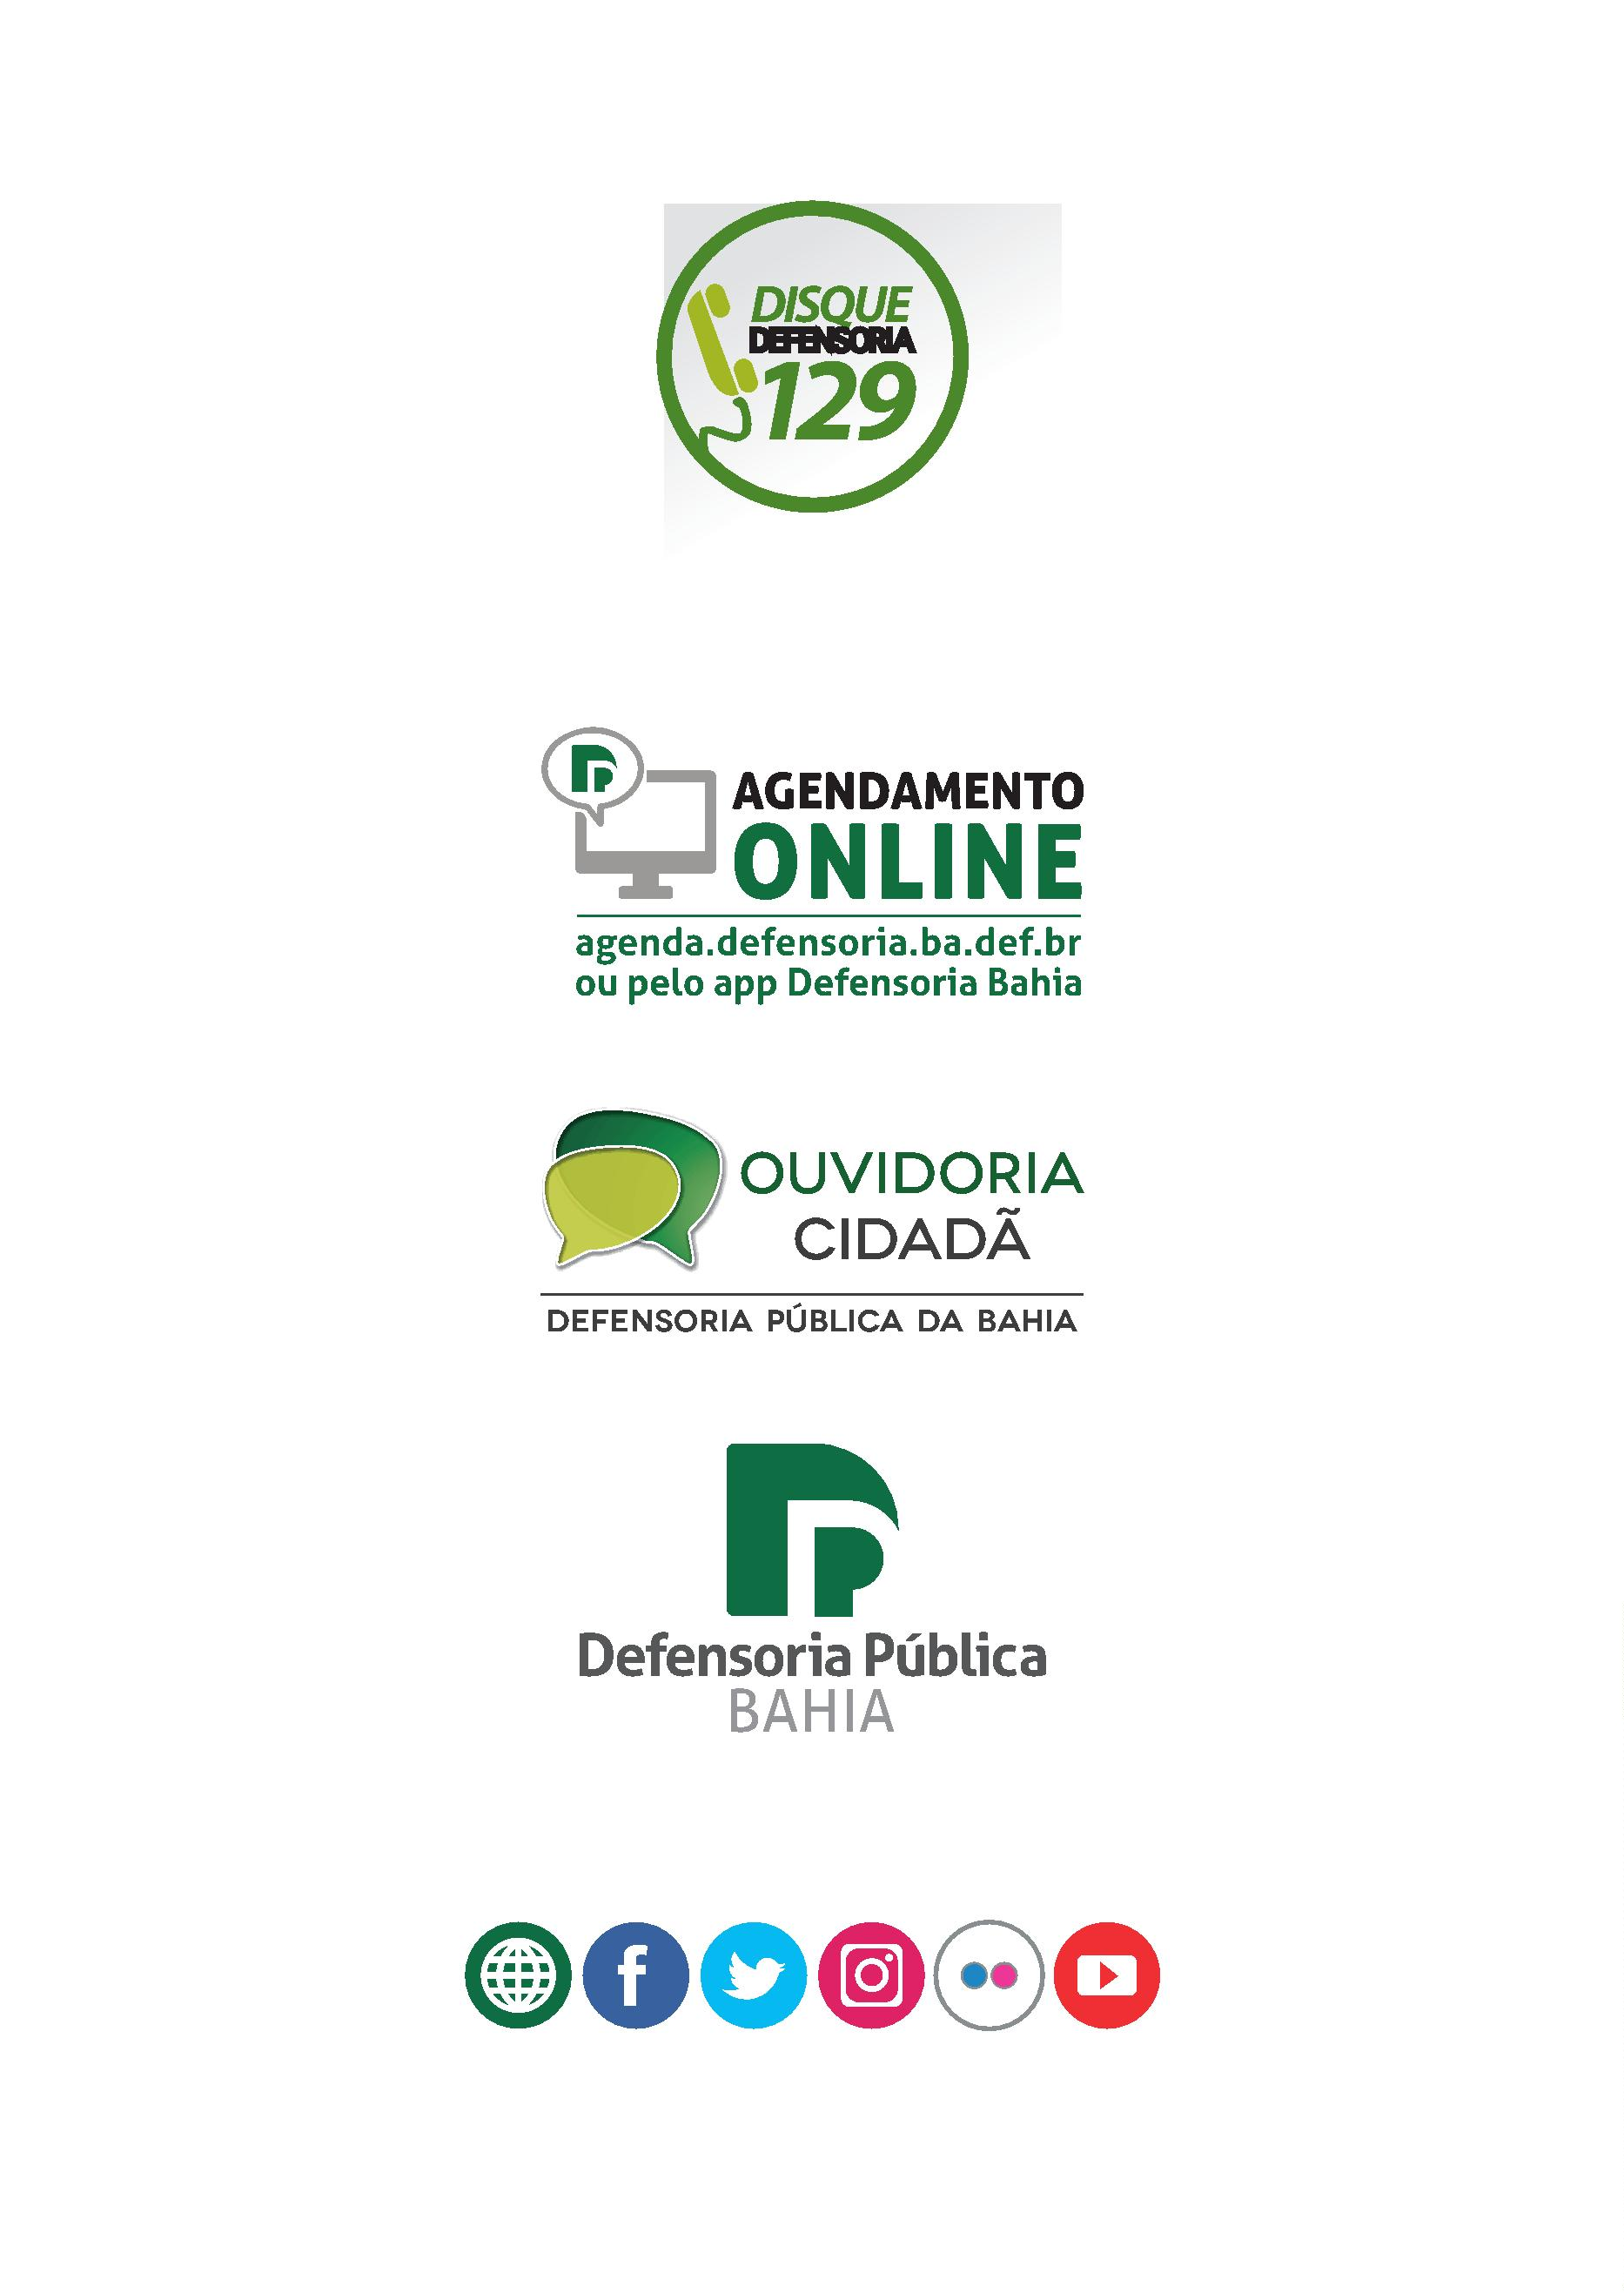 DISQUE
DEFENSORIA
129
AGENDAMENTO
ONLINE
agenda.defensoria.ba.def.br
ou pelo app Defensoria Bahia
OUVIDORIA
CIDADÃ
DEFENSORIA PÚBLICA DA BAHIA
Defensoria Pública
BAHIA